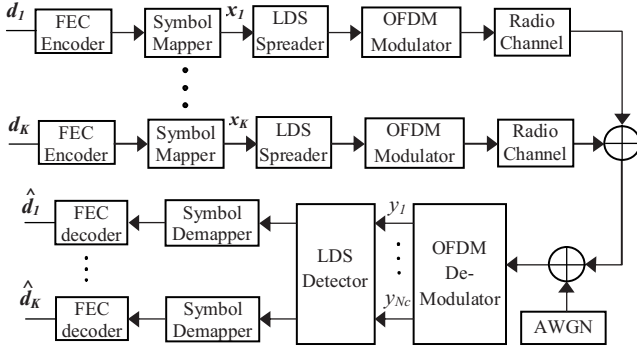 d1 FEC Encoder Symbol Mapper x1 LDS Spreader OFDM Modulator Radio Channel
dK FEC Encoder Symbol Mapper xK LDS Spreader OFDM Modulator Radio Channel
d̂1 FEC decoder Symbol Demapper LDS Detector y1 OFDM De-Modulator
d̂K FEC decoder Symbol Demapper yNc AWGN